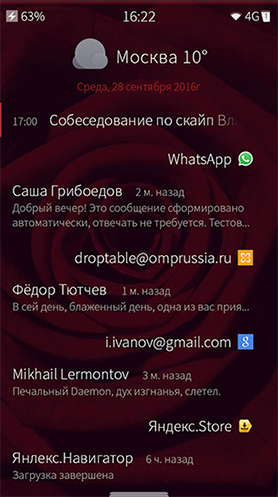 63% 16:22 4G
Москва 10°
Среда, 28 сентября 2016г
17:00 Собеседование по скайп Вл
WhatsApp
Саша Грибоедов 2 м. назад
Добрый вечер! Это сообщение сформировано
автоматически, отвечать не требуется. Тестов...
droptable@omprussia.ru
Фёдор Тютчев 1 м. назад
В сей день, блаженный день, одна из вас прия...
i.ivanov@gmail.com
Mikhail Lermontov 3 м. назад
Печальный Daemon, дух изгнанья, слетел.
Яндекс.Store
Яндекс.Навигатор 6 ч. назад
Загрузка завершена